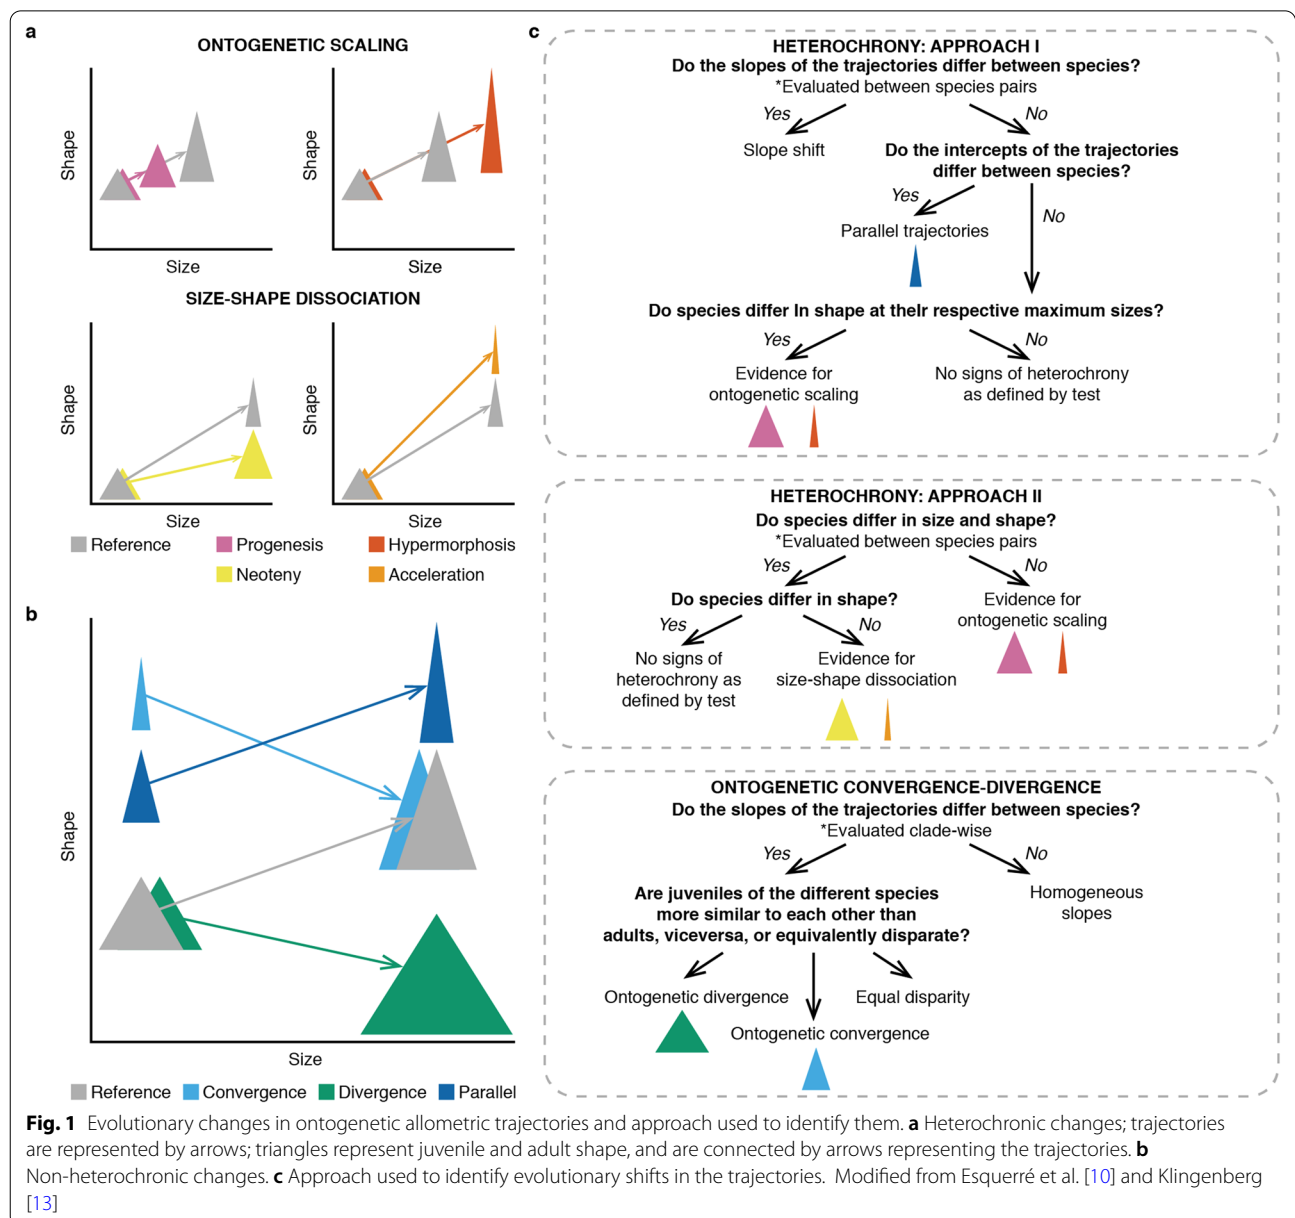 a
ONTOGENETIC SCALING
Shape
Size
Shape
Size
SIZE-SHAPE DISSOCIATION
Shape
Size
Shape
Size
Reference
Progenesis
Hypermorphosis
Neoteny
Acceleration
b
Shape
Size
Reference
Convergence
Divergence
Parallel
c
HETEROCHRONY: APPROACH I
Do the slopes of the trajectories differ between species?
*Evaluated between species pairs
Yes
No
Slope shift
Do the intercepts of the trajectories
differ between species?
Yes
No
Parallel trajectories
Do species differ In shape at theIr respective maximum sizes?
Yes
No
Evidence for
ontogenetic scaling
No signs of heterochrony
as defined by test
HETEROCHRONY: APPROACH II
Do species differ in size and shape?
*Evaluated between species pairs
Yes
No
Do species differ in shape?
Evidence for
ontogenetic scaling
Yes
No
No signs of
heterochrony as
defined by test
Evidence for
size-shape dissociation
ONTOGENETIC CONVERGENCE-DIVERGENCE
Do the slopes of the trajectories differ between species?
*Evaluated clade-wise
Yes
No
Are juveniles of the different species
more similar to each other than
adults, viceversa, or equivalently disparate?
Homogeneous
slopes
Ontogenetic divergence
Equal disparity
Ontogenetic convergence
Fig. 1 Evolutionary changes in ontogenetic allometric trajectories and approach used to identify them. a Heterochronic changes; trajectories
are represented by arrows; triangles represent juvenile and adult shape, and are connected by arrows representing the trajectories. b
Non-heterochronic changes. c Approach used to identify evolutionary shifts in the trajectories. Modified from Esquerré et al. [10] and Klingenberg
[13]